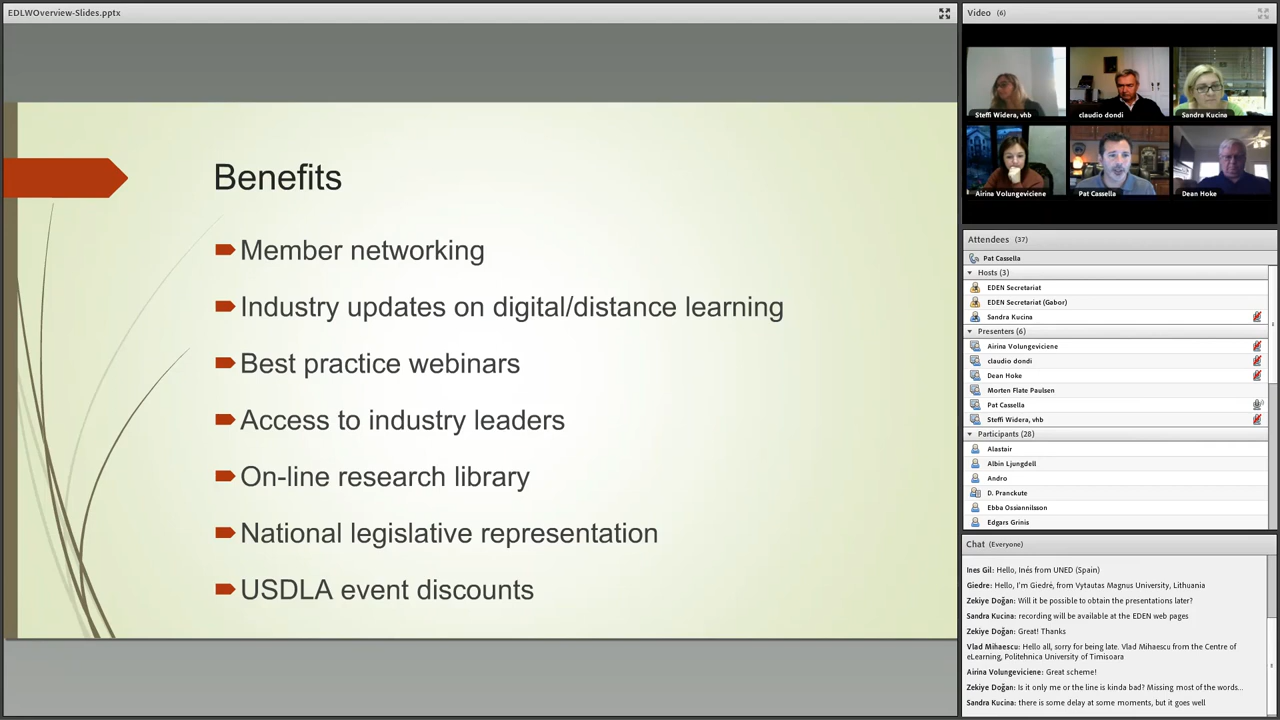 EDLWOverview-Slides.pptx
Benefits
Member networking
Industry updates on digital/distance learning
Best practice webinars
Access to industry leaders
On-line research library
National legislative representation
USDLA event discounts
Video (6)
Steffi Widera, vhb
claudio dondi
Sandra Kucina
Airina Volungeviciene
Pat Cassella
Dean Hoke
Attendees (37)
Pat Cassella
Hosts (3)
EDEN Secretariat
EDEN Secretariat (Gabor)
Sandra Kucina
Presenters (6)
Airina Volungeviciene
claudio dondi
Dean Hoke
Morten Flate Paulsen
Pat Cassella
Steffi Widera, vhb
Participants (28)
Alastair
Albin Ljungdell
Andro
D. Pranckute
Ebba Ossiannilsson
Edgars Grinis
Chat (Everyone)
Ines Gil: Hello, Inés from UNED (Spain)
Giedre: Hello, I'm Giedrė, from Vytautas Magnus University, Lithuania
Zekiye Doğan: Will it be possible to obtain the presentations later?
Sandra Kucina: recording will be available at the EDEN web pages
Zekiye Doğan: Great! Thanks
Vlad Mihaescu: Hello all, sorry for being late. Vlad Mihaescu from the Centre of
eLearning, Politehnica University of Timisoara
Airina Volungeviciene: Great scheme!
Zekiye Doğan: Is it only me or the line is kinda bad? Missing most of the words...
Sandra Kucina: there is some delay at some moments, but it goes well